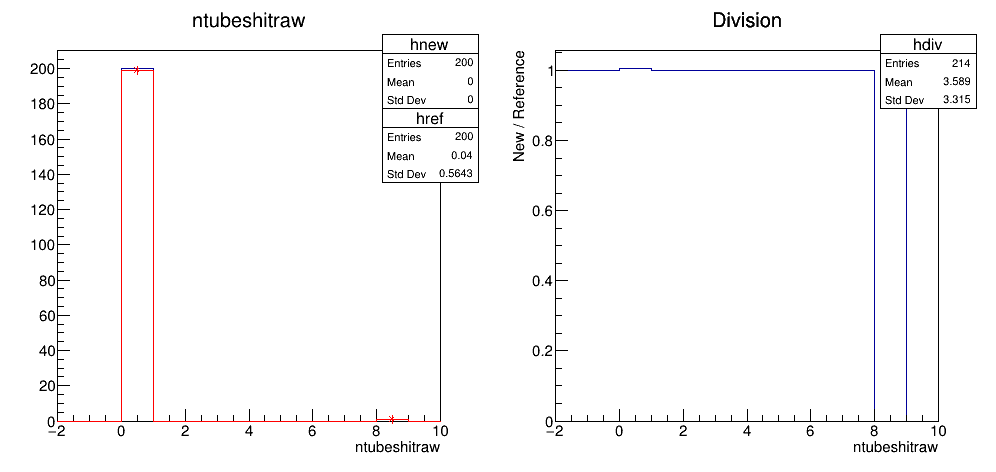 ntubeshitraw
hnew
Entries 200
Mean 0
Std Dev 0
href
Entries 200
Mean 0.04
Std Dev 0.5643
200
180
160
140
120
100
80
60
40
20
0
−2 0 2 4 6 8 10
ntubeshitraw
Division
hdiv
Entries 214
Mean 3.589
Std Dev 3.315
New / Reference
1
0.8
0.6
0.4
0.2
0
−2 0 2 4 6 8 10
ntubeshitraw